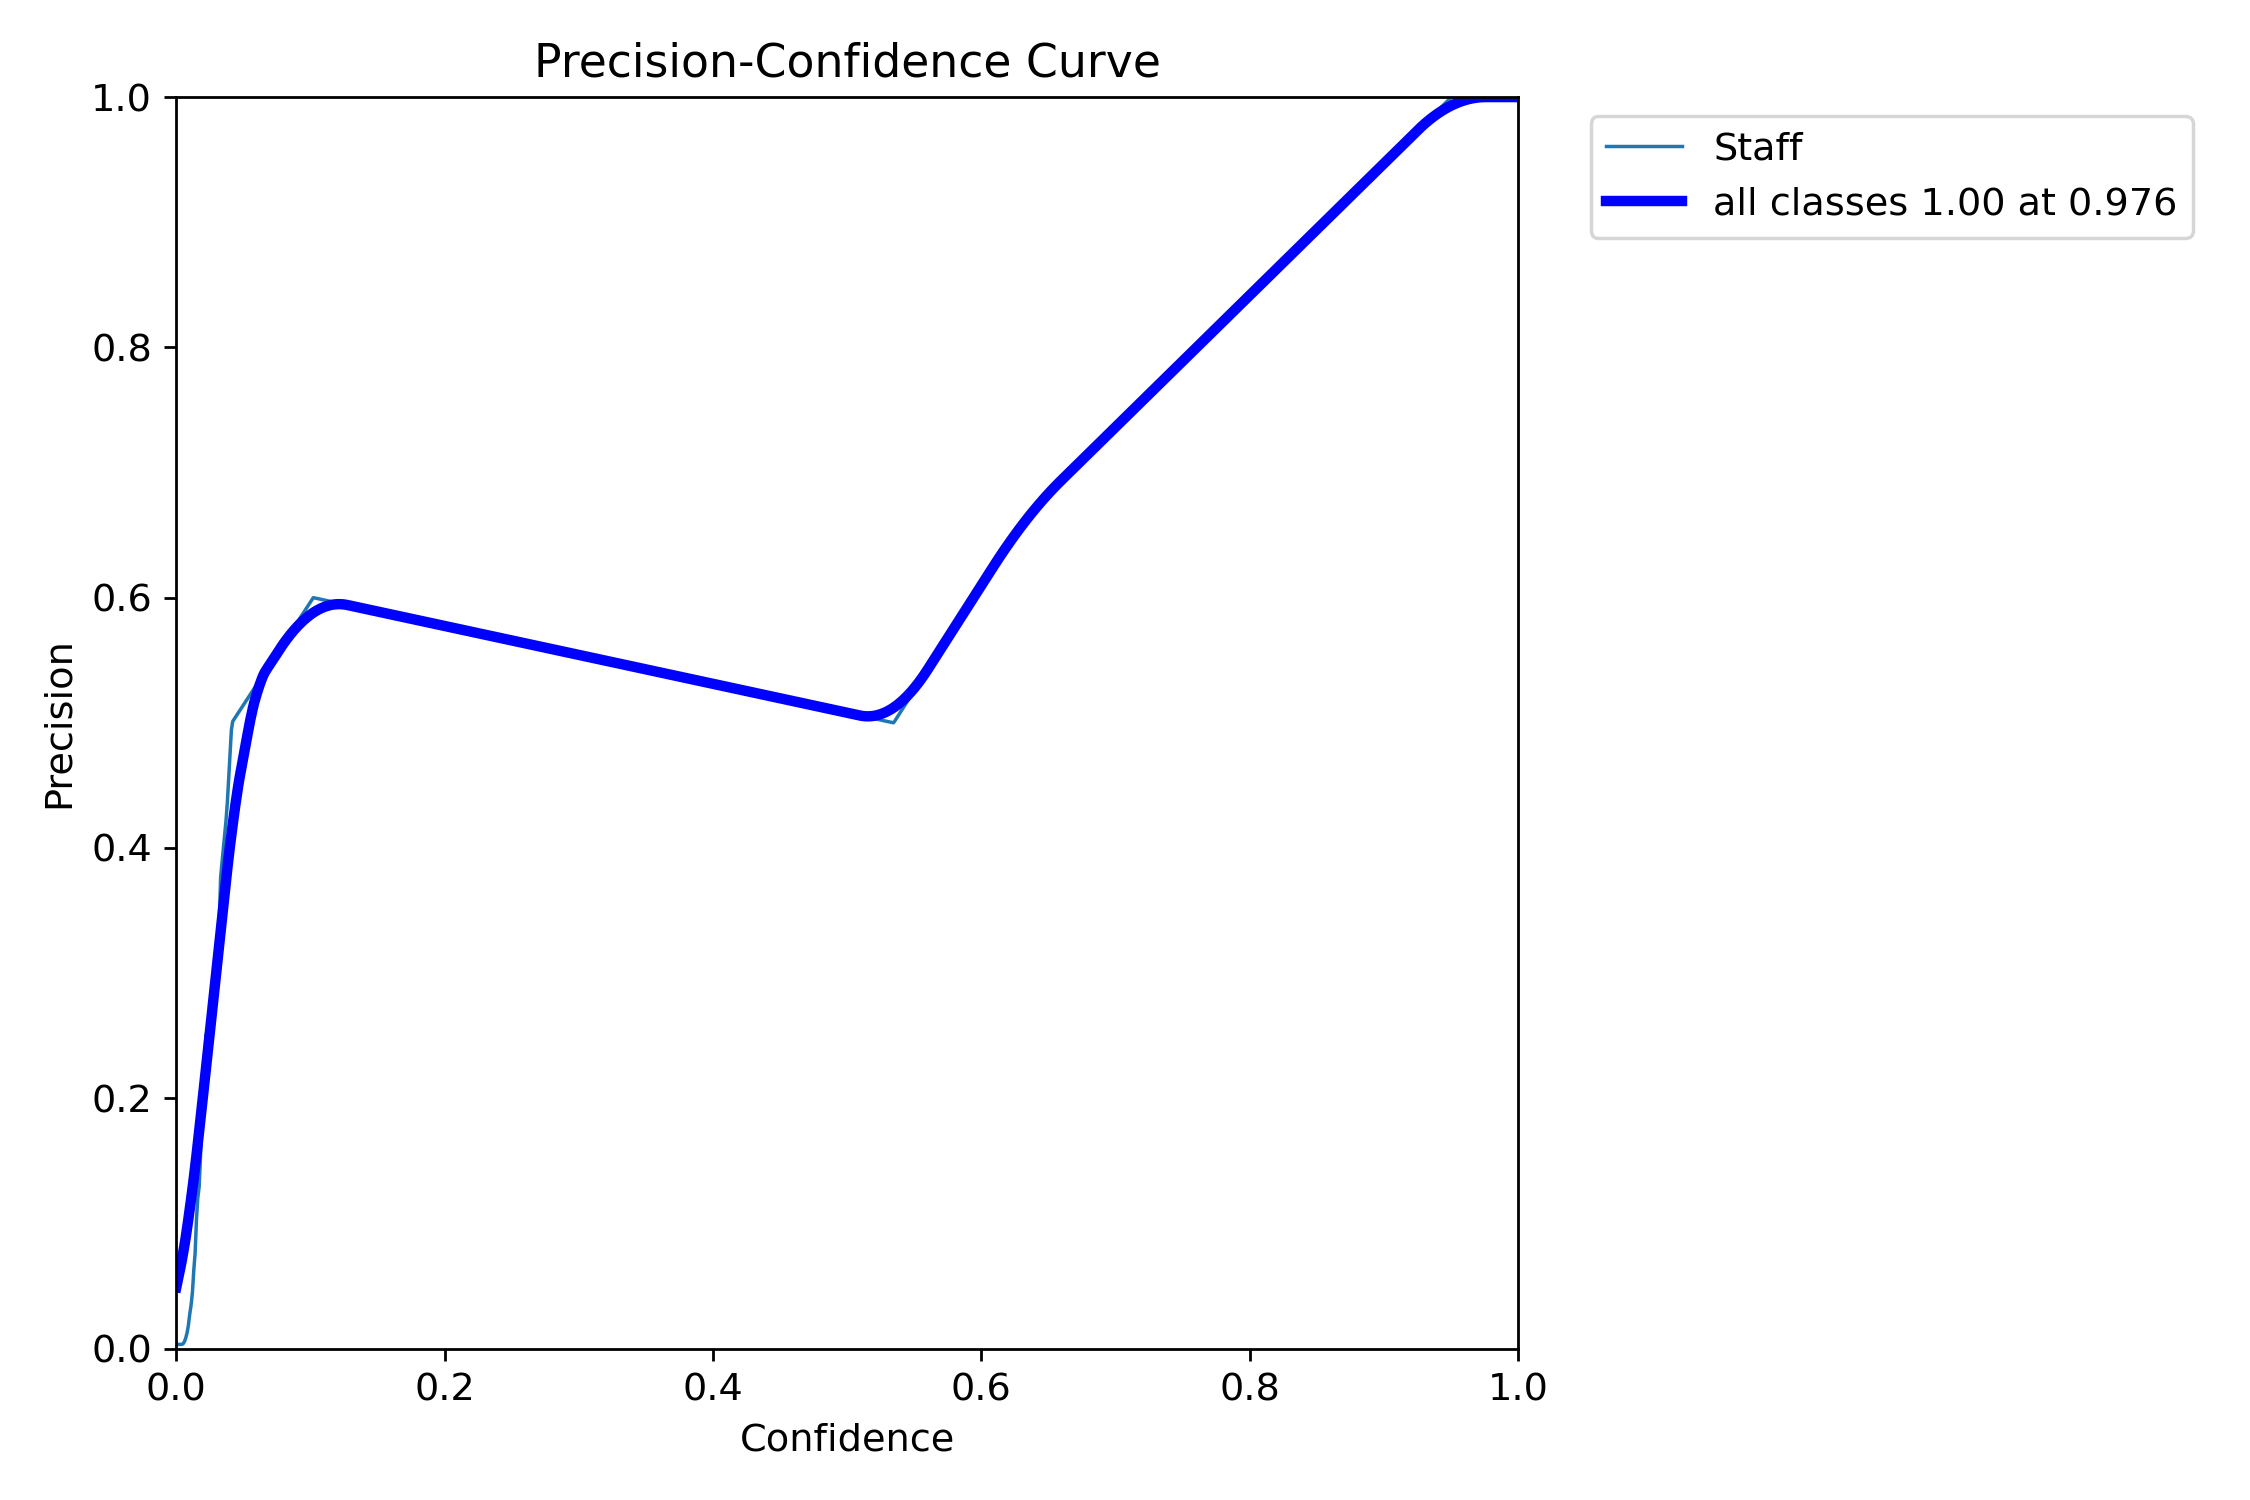 Precision-Confidence Curve
1.0
0.8
0.6
0.4
0.2
0.0
Precision
0.0 0.2 0.4 0.6 0.8 1.0
Confidence
Staff
all classes 1.00 at 0.976